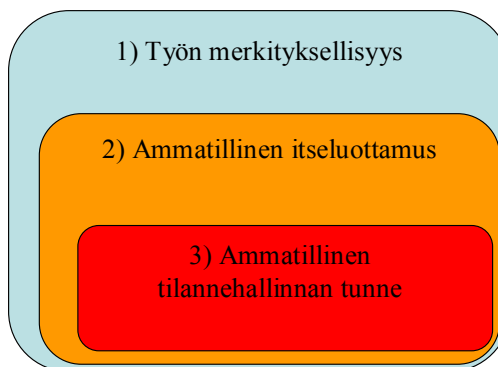 1) Työn merkityksellisyys
2) Ammatillinen itseluottamus
3) Ammatillinen
tilannehallinnan tunne